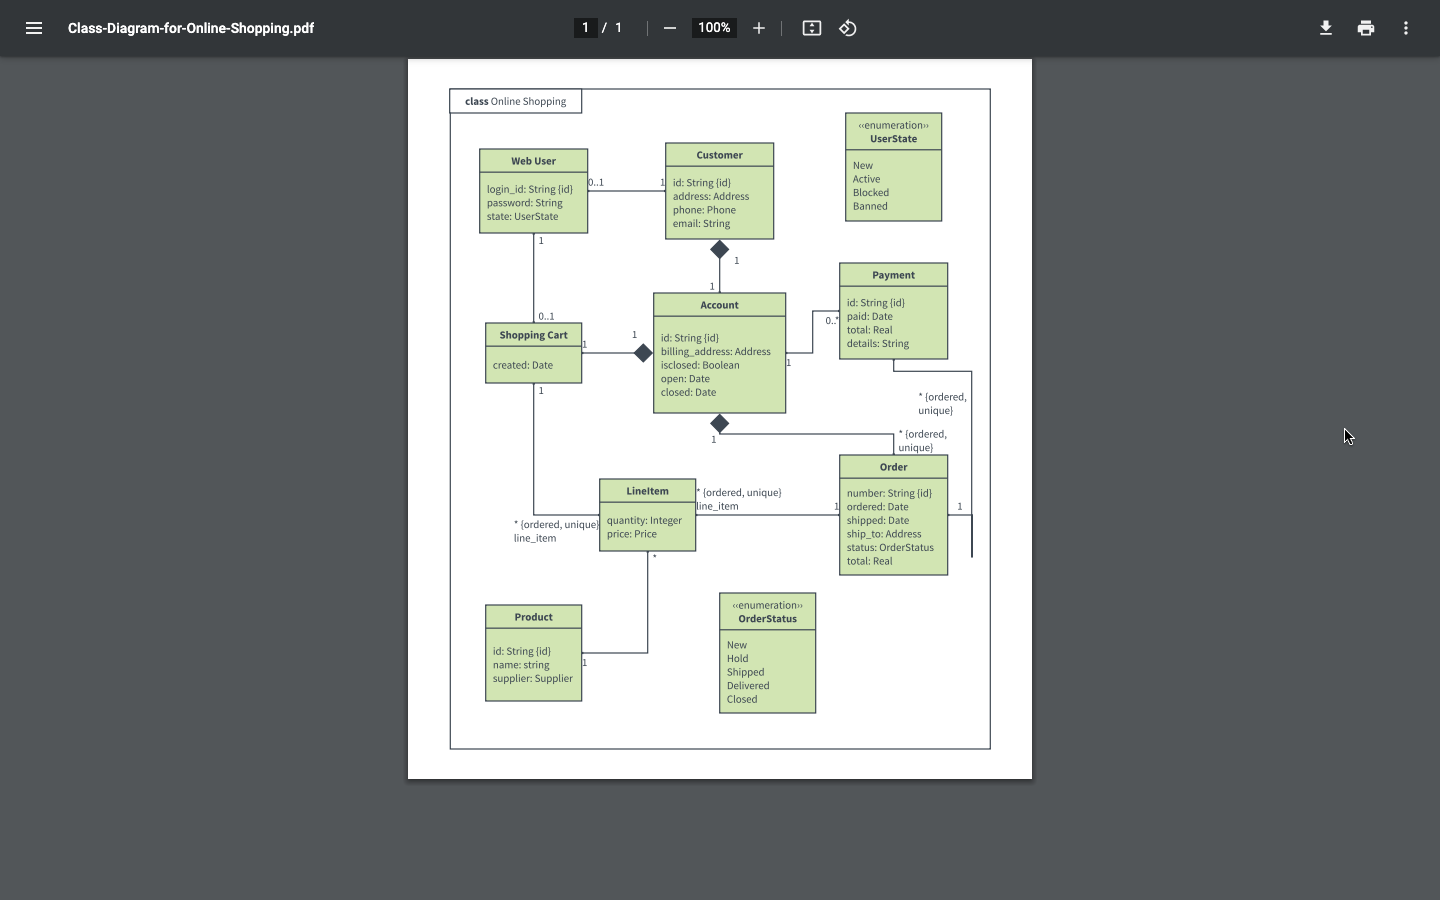 Class-Diagram-for-Online-Shopping.pdf
1 / 1
100%
class Online Shopping
‹‹enumeration››
UserState
New
Active
Blocked
Banned
Web User
login_id: String {id}
password: String
state: UserState
0..1
1
Customer
id: String {id}
address: Address
phone: Phone
email: String
1
1
1
0..1
Payment
id: String {id}
paid: Date
total: Real
details: String
0..*
Account
id: String {id}
billing_address: Address
isclosed: Boolean
open: Date
closed: Date
1
Shopping Cart
created: Date
1
1
1
1
* {ordered,
unique}
* {ordered,
unique}
Order
number: String {id}
ordered: Date
shipped: Date
ship_to: Address
status: OrderStatus
total: Real
1
1
LineItem
quantity: Integer
price: Price
* {ordered, unique}
line_item
* {ordered, unique}
line_item
*
Product
id: String {id}
name: string
supplier: Supplier
1
‹‹enumeration››
OrderStatus
New
Hold
Shipped
Delivered
Closed